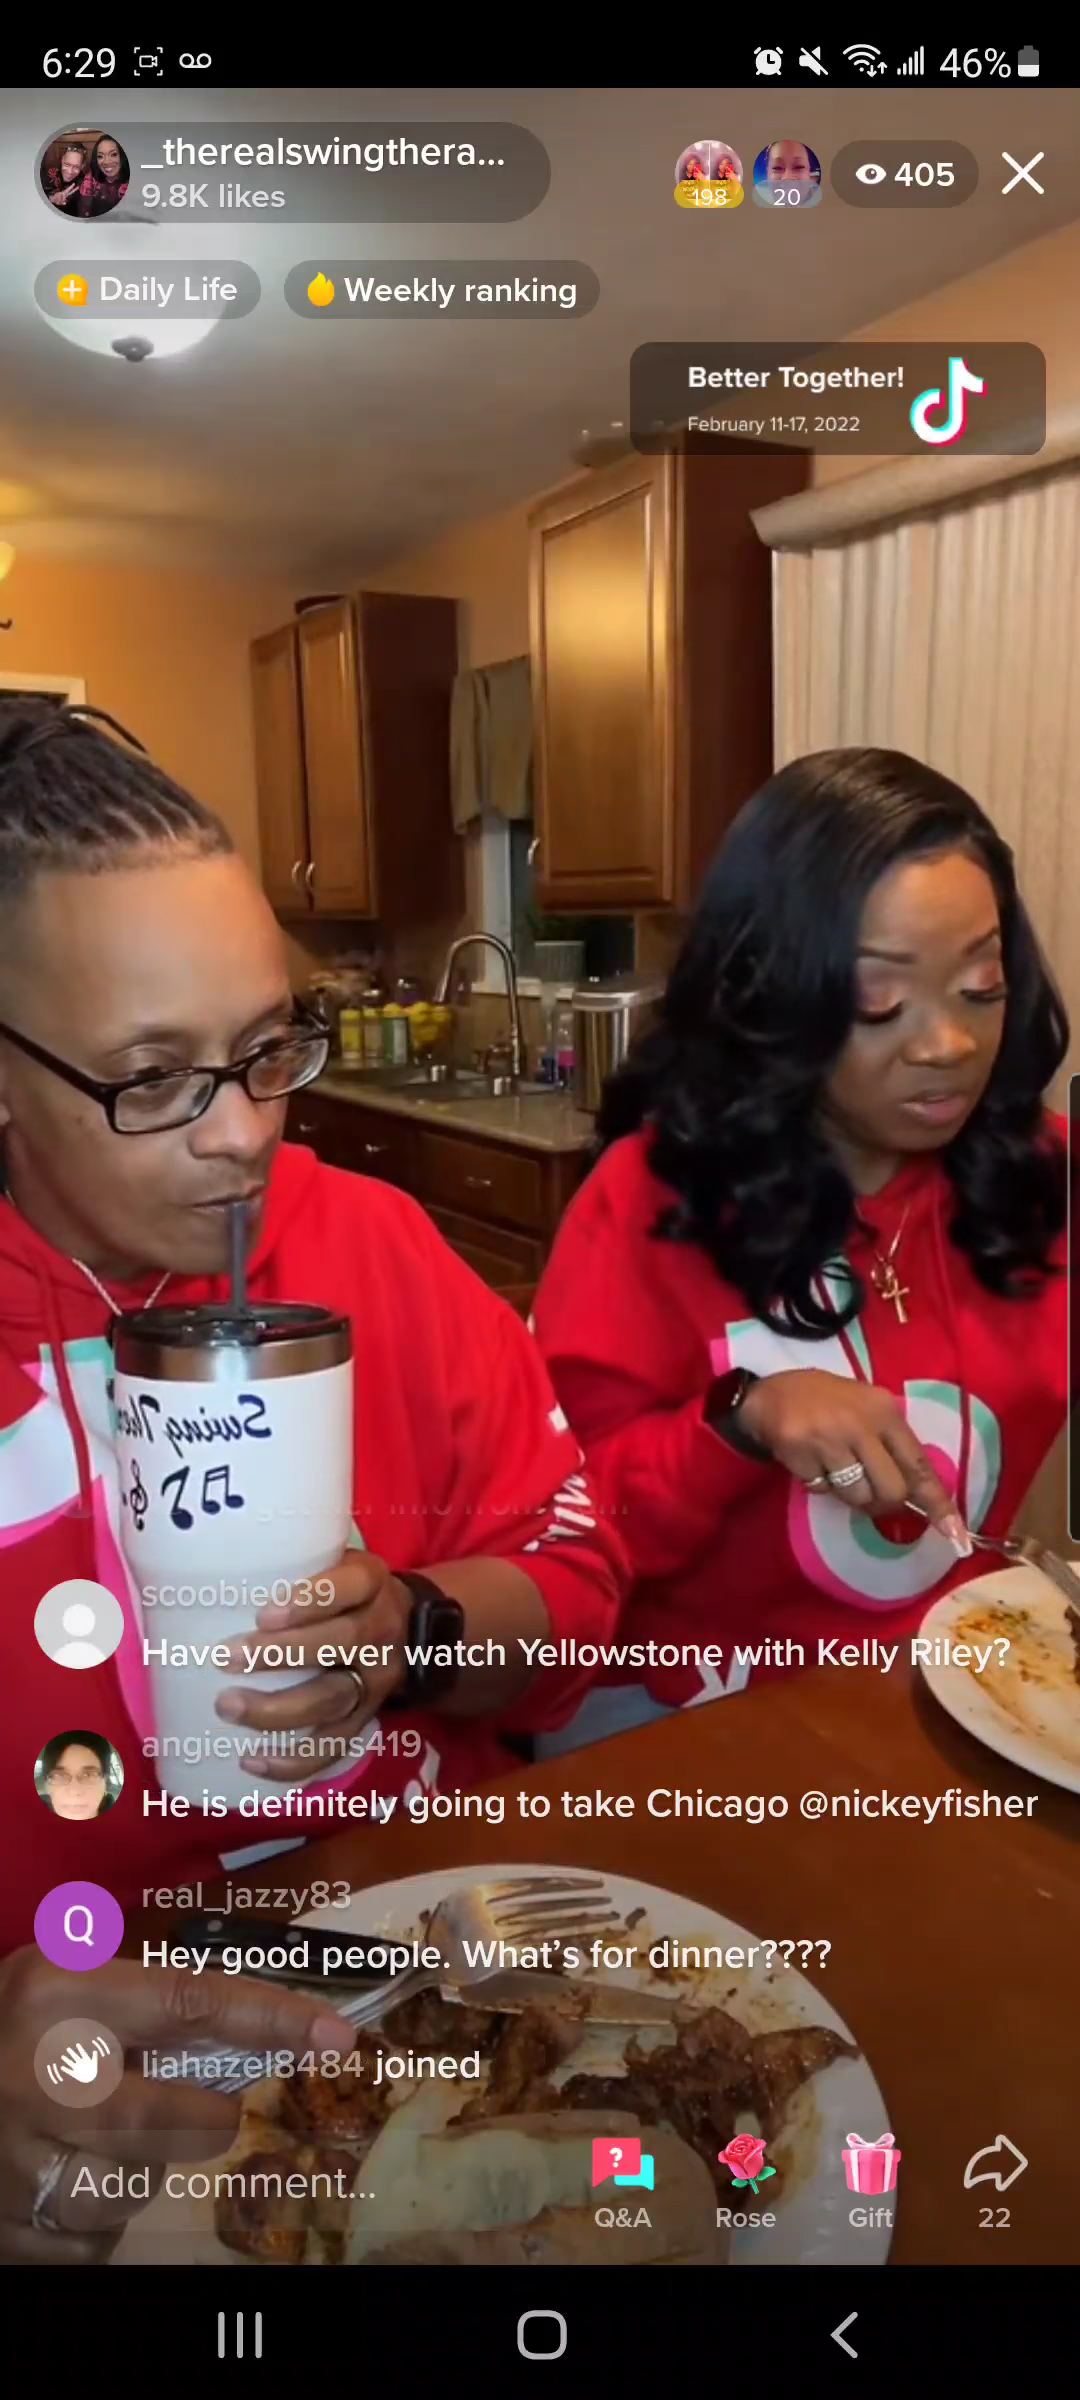 6:29
46%
_therealswingthera...
9.8K likes
198
20
405
Daily Life
Weekly ranking
Better Together!
February 11-17, 2022
Swing The
scoobie039
Have you ever watch Yellowstone with Kelly Riley?
angiewilliams419
He is definitely going to take Chicago @nickeyfisher
real_jazzy83
Q
Hey good people. What's for dinner????
liahazel8484 joined
Add comment...
?
Q&A
Rose
Gift
22